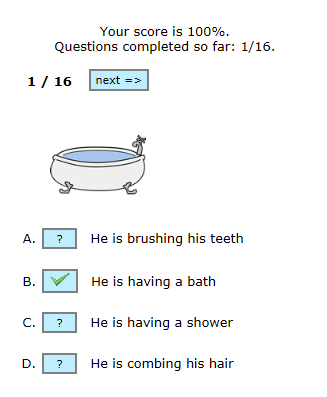 Your score is 100%.
Questions completed so far: 1/16.
1 / 16 next =>
A. ? He is brushing his teeth
B. He is having a bath
C. ? He is having a shower
D. ? He is combing his hair